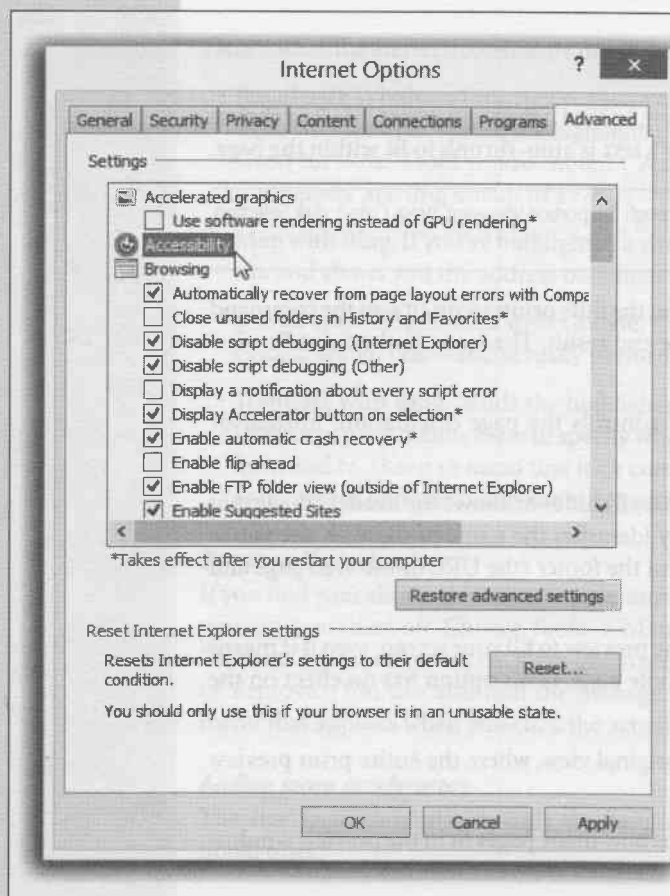 Internet Options
?
×
General Security Privacy Content Connections Programs Advanced
Settings
Accelerated graphics
Use software rendering instead of GPU rendering*
Accessibility
Browsing
Automatically recover from page layout errors with Compa
Close unused folders in History and Favorites*
Disable script debugging (Internet Explorer)
Disable script debugging (Other)
Display a notification about every script error
Display Accelerator button on selection*
Enable automatic crash recovery*
Enable flip ahead
Enable FTP folder view (outside of Internet Explorer)
Enable Suggested Sites
*Takes effect after you restart your computer
Restore advanced settings
Reset Internet Explorer settings
Resets Internet Explorer's settings to their default
condition.
Reset...
You should only use this if your browser is in an unusable state.
OK Cancel Apply